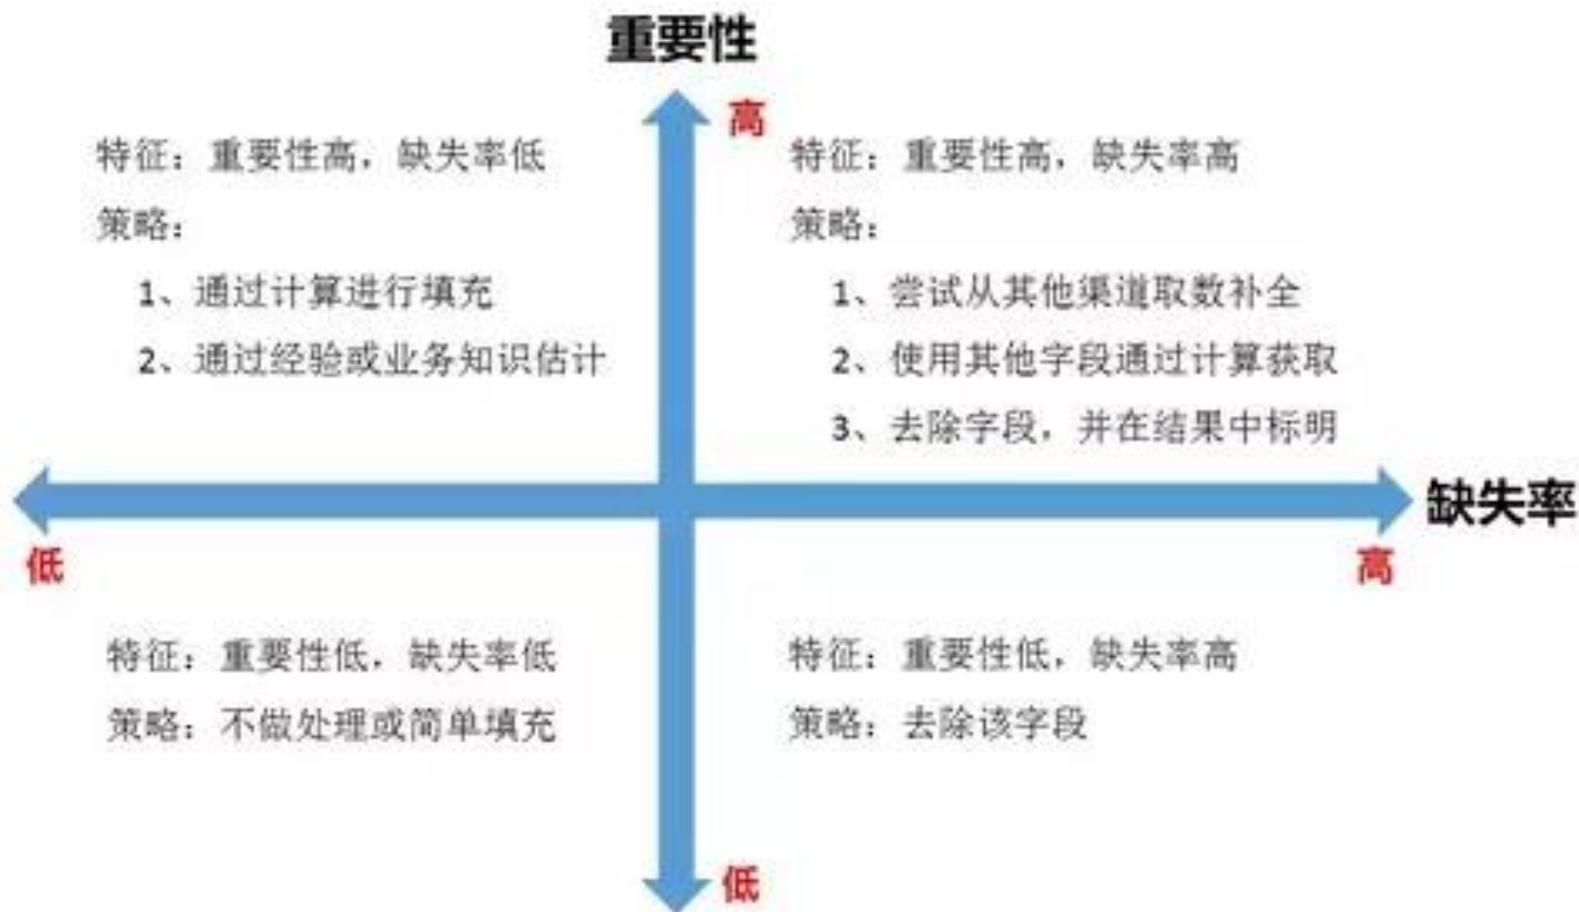 重要性
高
特征：重要性高，缺失率低
策略：
1、通过计算进行填充
2、通过经验或业务知识估计
特征：重要性高，缺失率高
策略：
1、尝试从其他渠道取数补全
2、使用其他字段通过计算获取
3、去除字段，并在结果中标明
缺失率
低
高
特征：重要性低，缺失率低
策略：不做处理或简单填充
特征：重要性低，缺失率高
策略：去除该字段
低